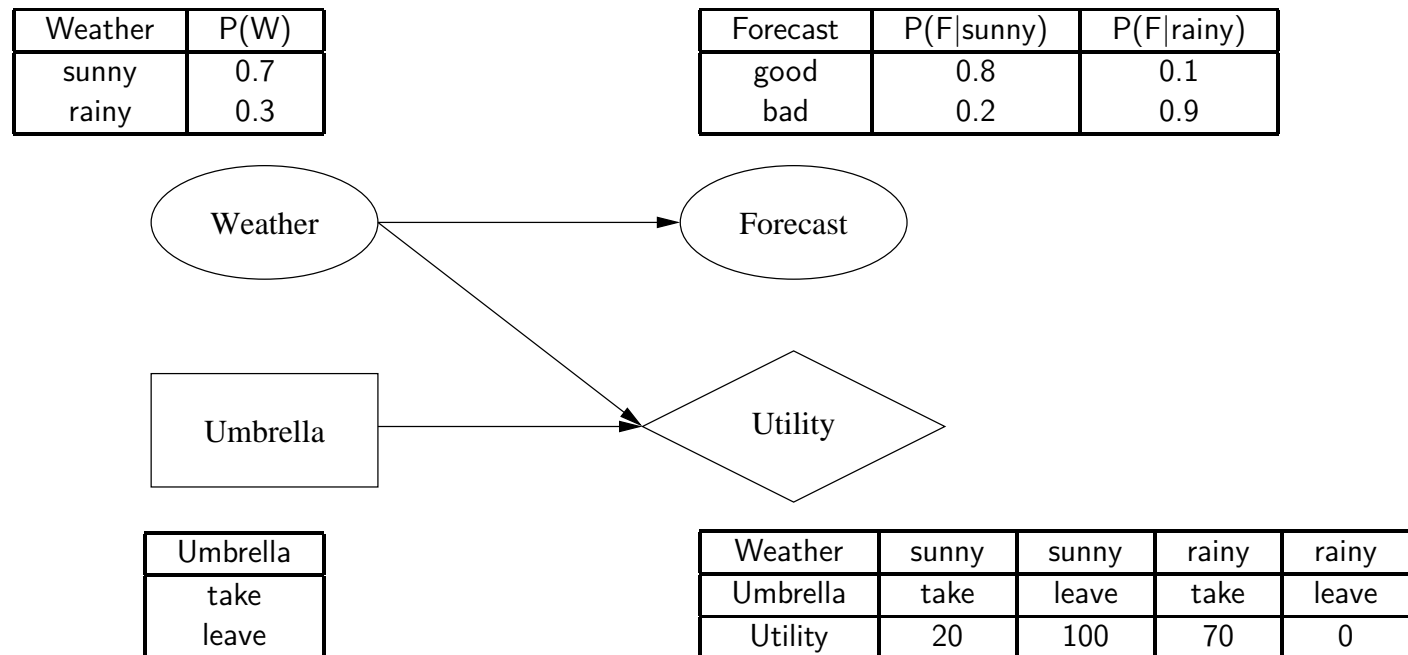 Weather P(W)
sunny 0.7
rainy 0.3
Forecast P(F|sunny) P(F|rainy)
good 0.8 0.1
bad 0.2 0.9
Weather
Forecast
Umbrella
Utility
Umbrella
take
leave
Weather sunny sunny rainy rainy
Umbrella take leave take leave
Utility 20 100 70 0